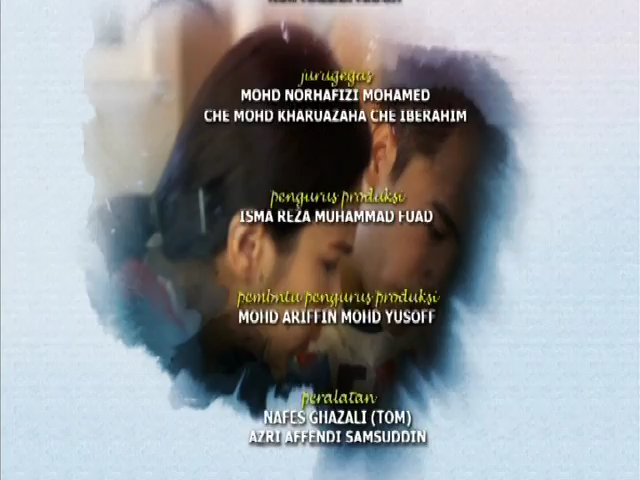 jurugegas
MOHD NORHAFIZI MOHAMED
CHE MOHD KHARUAZAHA CHE IBERAHIM
pengurus produksi
ISMA REZA MUHAMMAD FUAD
pembntu pengurus produksi
MOHD ARIFFIN MOHD YUSOFF
peralatan
NAFES GHAZALI (TOM)
AZRI AFFENDI SAMSUDDIN